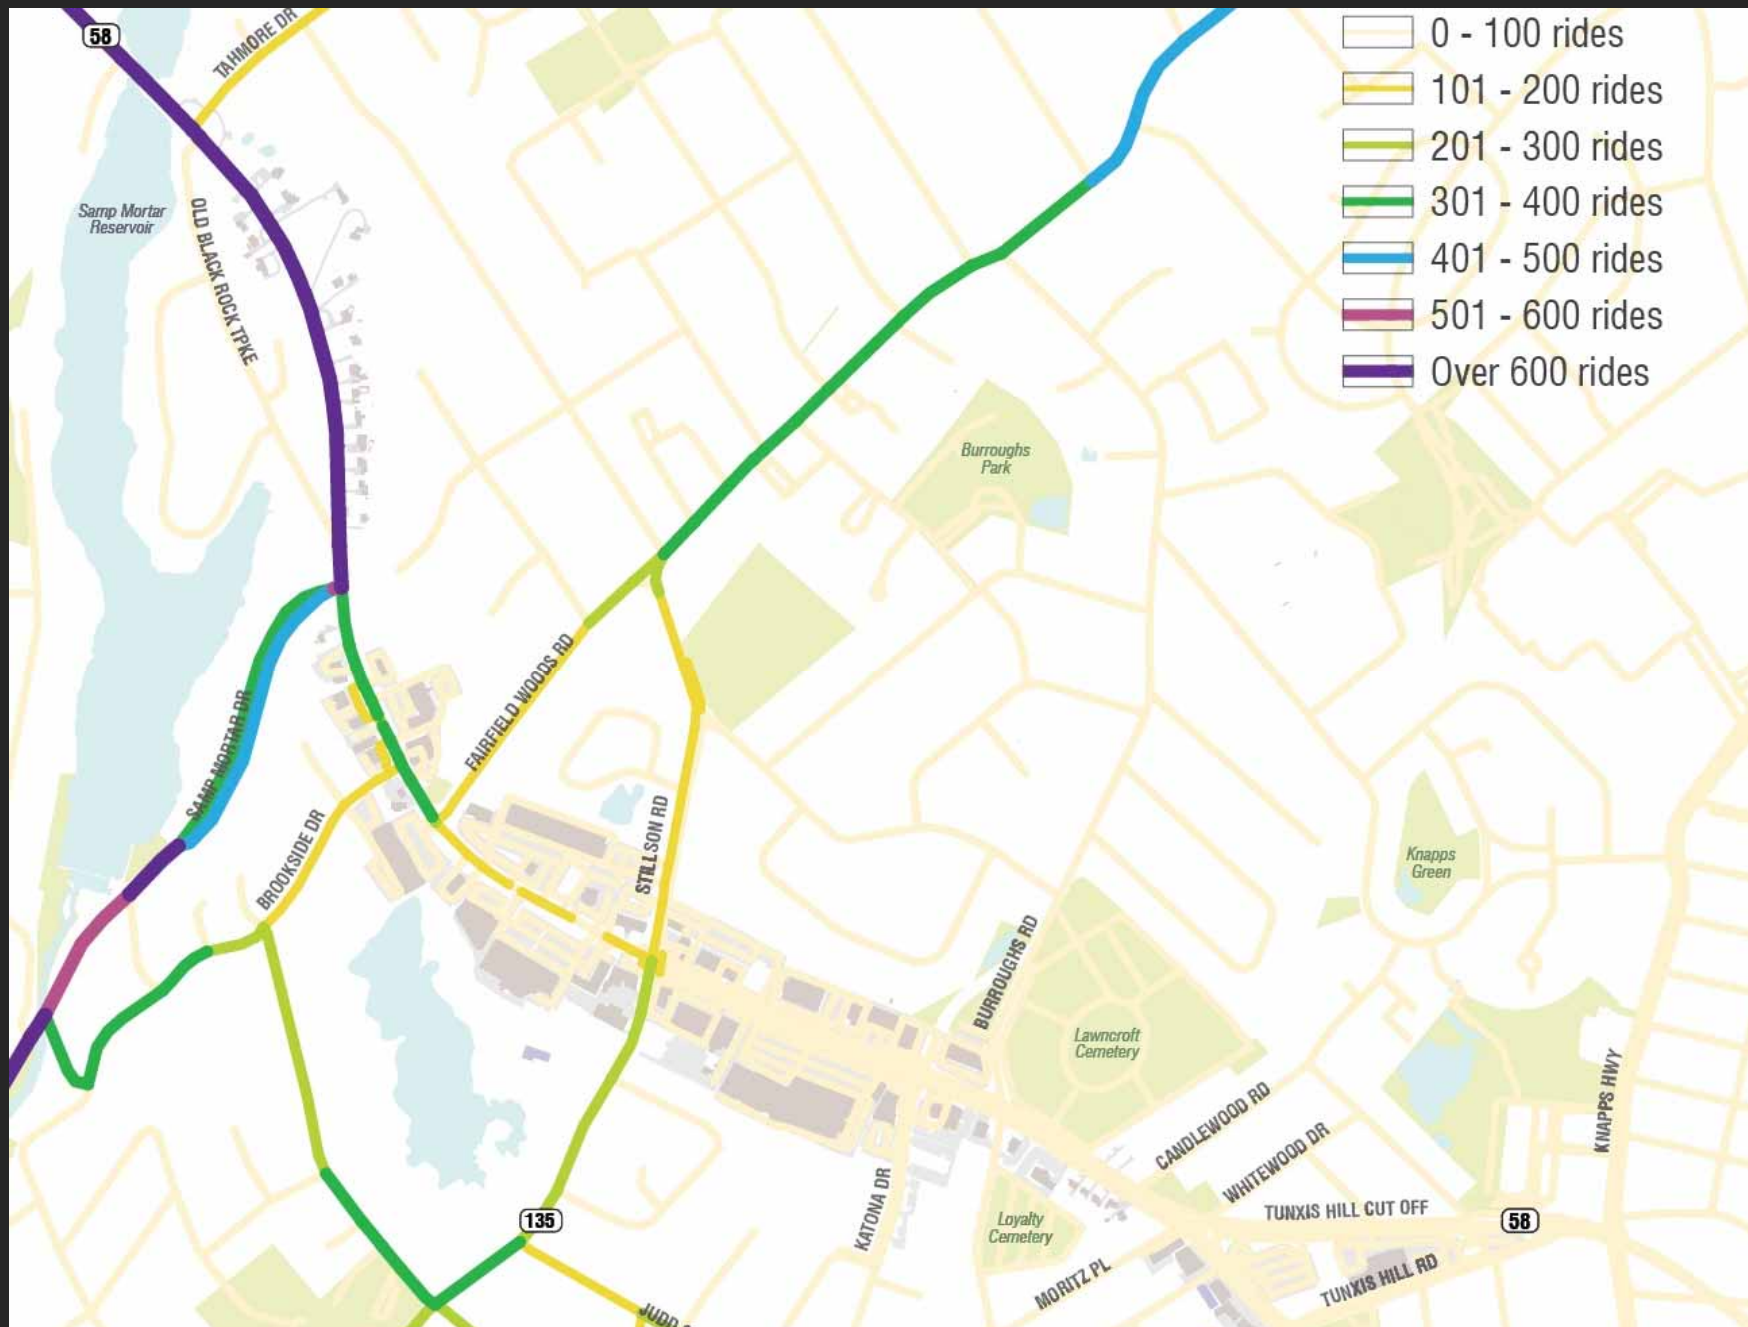 58
TAHMORE DR
0 - 100 rides
101 - 200 rides
201 - 300 rides
301 - 400 rides
401 - 500 rides
501 - 600 rides
Over 600 rides
Samp Mortar
Reservoir
OLD BLACK ROCK TPKE
Burroughs
Park
FAIRFIELD WOODS RD
SAMP MORTAR DR
BROOKSIDE DR
STILLSON RD
Knapps
Green
BURROUGHS RD
Lawncroft
Cemetery
CANDLEWOOD RD
WHITEWOOD DR
KNAPPS HWY
KATONA DR
135
Loyalty
Cemetery
TUNXIS HILL CUT OFF
58
MORITZ PL
TUNXIS HILL RD
JUDD